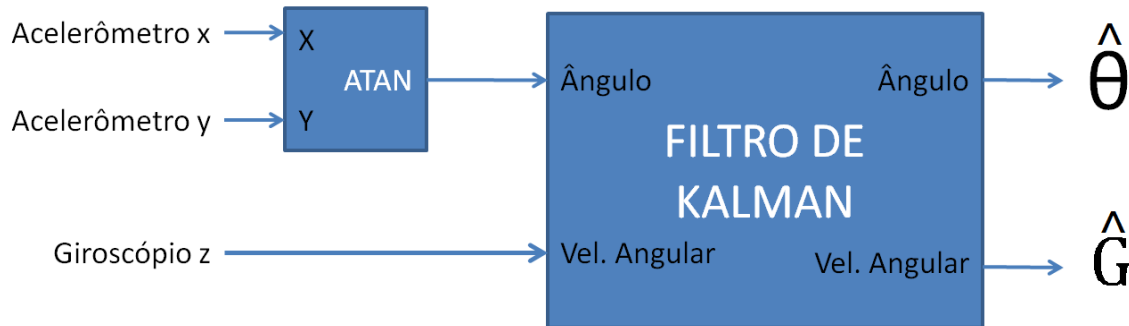 Acelerômetro x
X
ATAN
Acelerômetro y
Y
Giroscópio z
Ângulo
Ângulo
FILTRO DE
KALMAN
Vel. Angular
Vel. Angular
θ̂
Ĝ